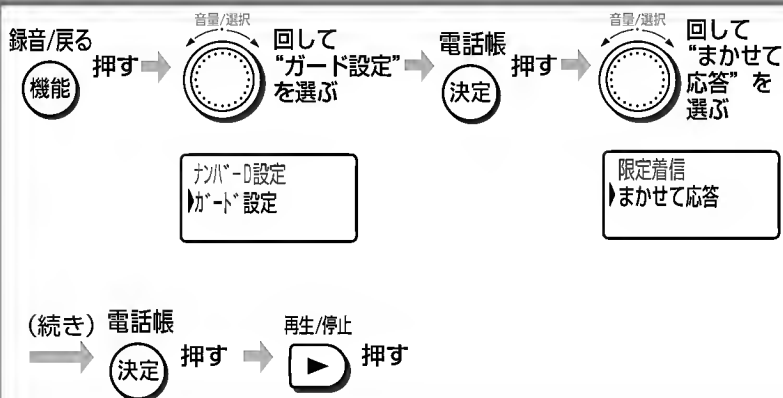 録音/戻る
機能
押す
音量/選択
回して
“ガード設定”
を選ぶ
電話帳
決定
押す
音量/選択
回して
“まかせて
応答”を
選ぶ
ナンバーD設定
ガード設定
限定着信
まかせて応答
(続き)
電話帳
決定
押す
再生/停止
押す